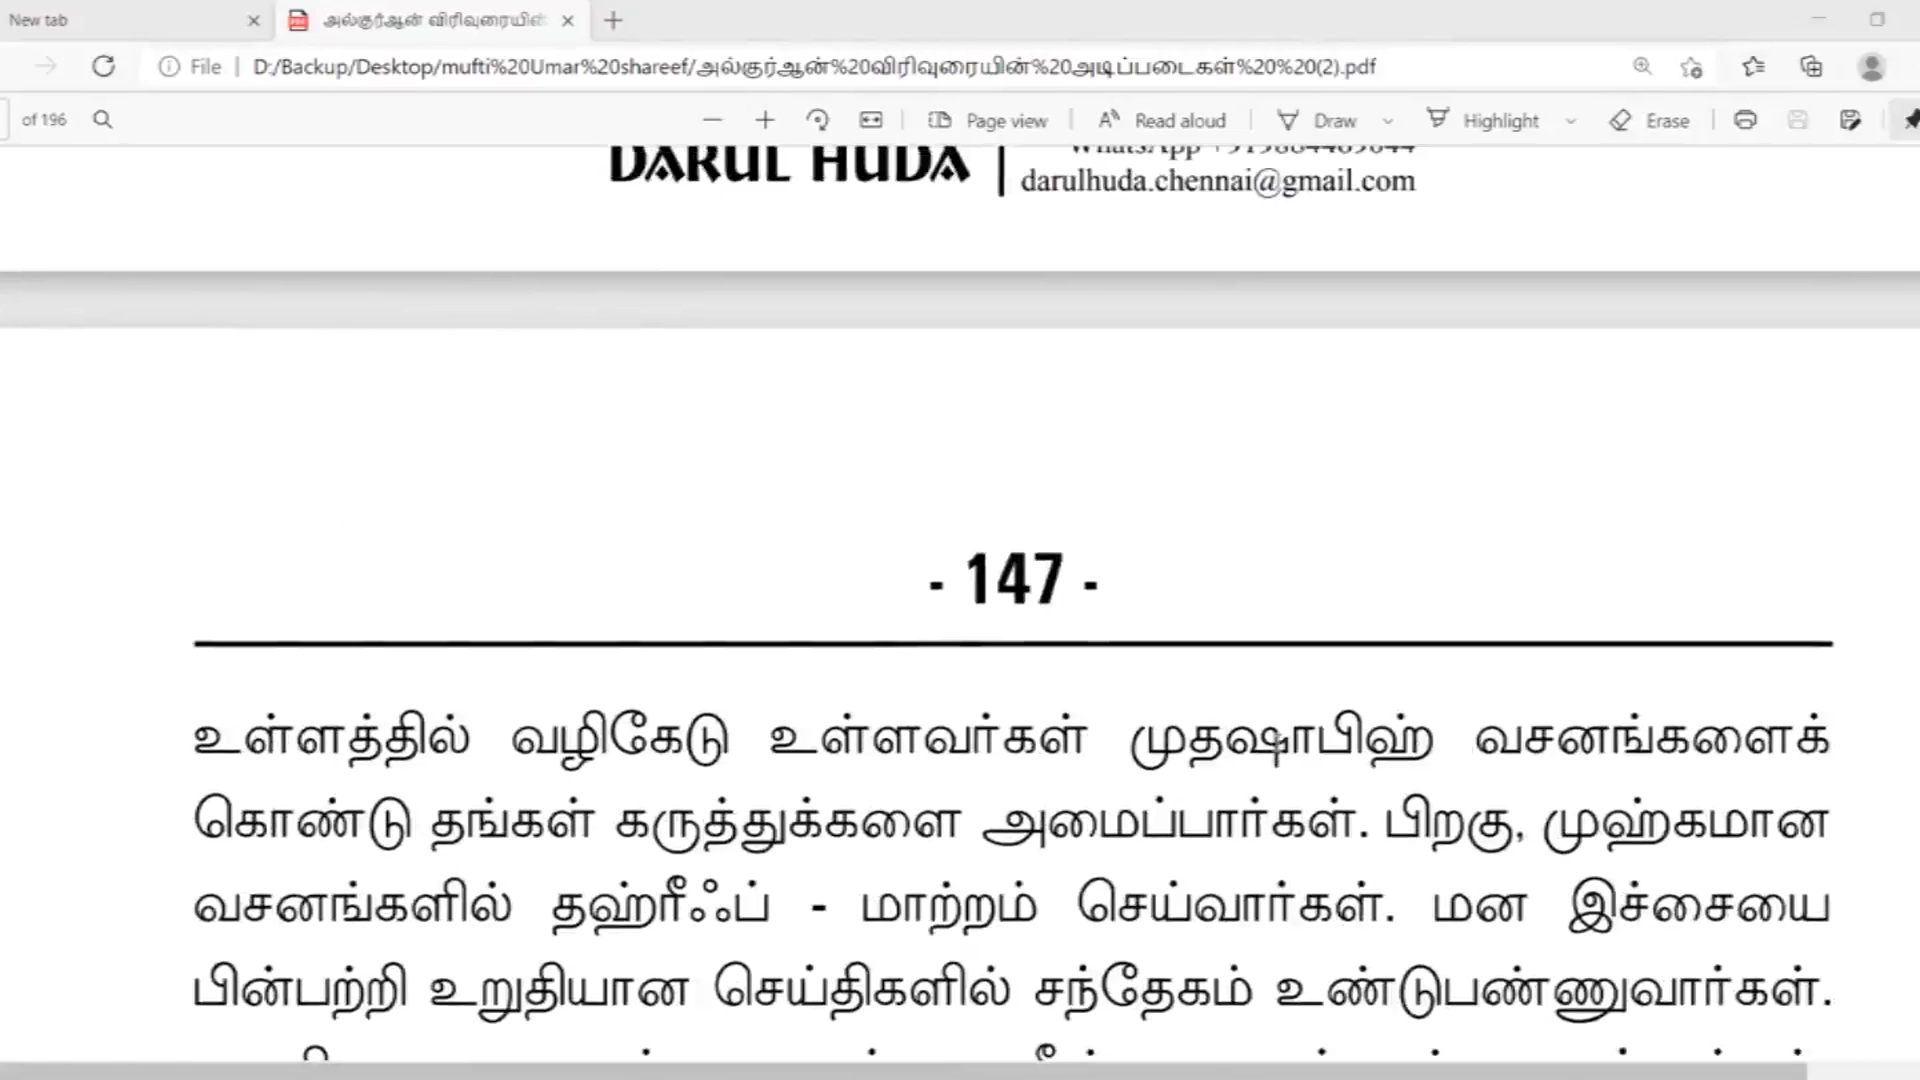 New tab
அல்குர்ஆன் விரிவுரையின்
File
D:/Backup/Desktop/mufti%20Umar%20shareef/அல்குர்ஆன்%20விரிவுரையின்%20அடிப்படைகள்%20%20(2).pdf
of 196
Page view
Read aloud
Draw
Highlight
Erase
DARUL HUDA
WhatsApp
darulhuda.chennai@gmail.com
- 147 -
உள்ளத்தில் வழிகேடு உள்ளவர்கள் முதஷாபிஹ் வசனங்களைக்
கொண்டு தங்கள் கருத்துக்களை அமைப்பார்கள். பிறகு, முஹ்கமான
வசனங்களில் தஹ்ரீஃப் - மாற்றம் செய்வார்கள். மன இச்சையை
பின்பற்றி உறுதியான செய்திகளில் சந்தேகம் உண்டுபண்ணுவார்கள்.